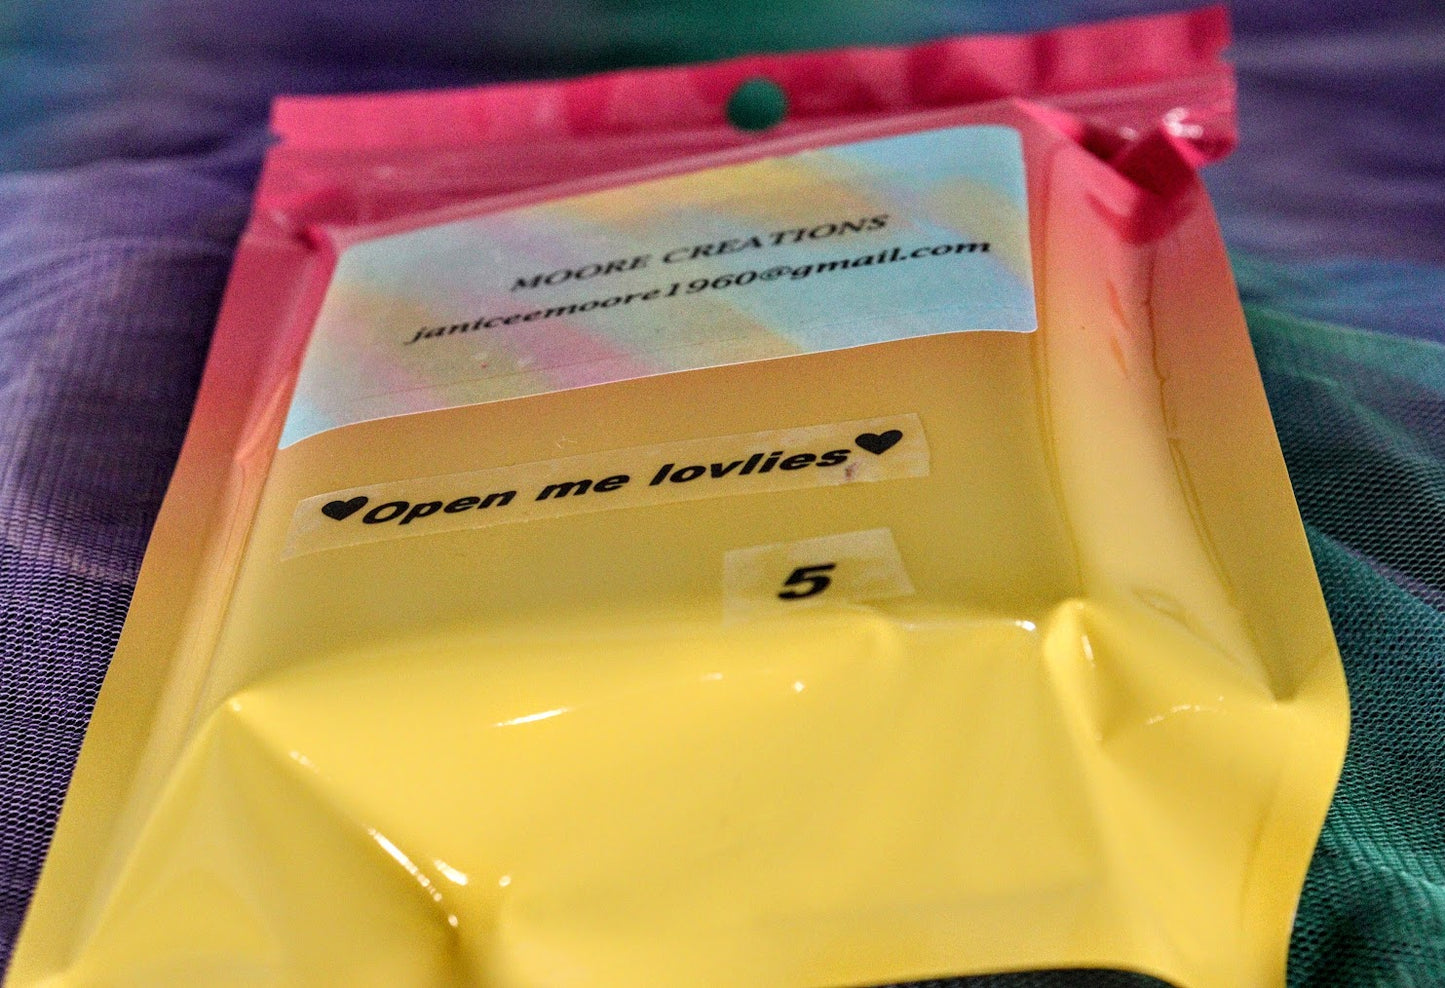 MOORE CREATIONS
janiceemoore1960@gmail.com
♥Open me lovlies♥
5